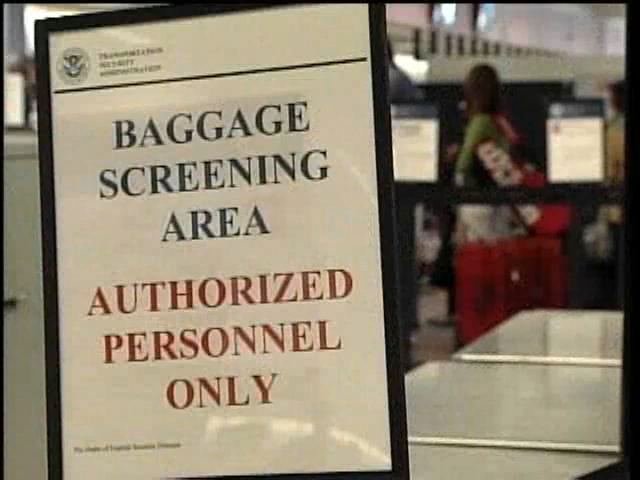 TRANSPORTATION
SECURITY
ADMINISTRATION
BAGGAGE
SCREENING
AREA
AUTHORIZED
PERSONNEL
ONLY